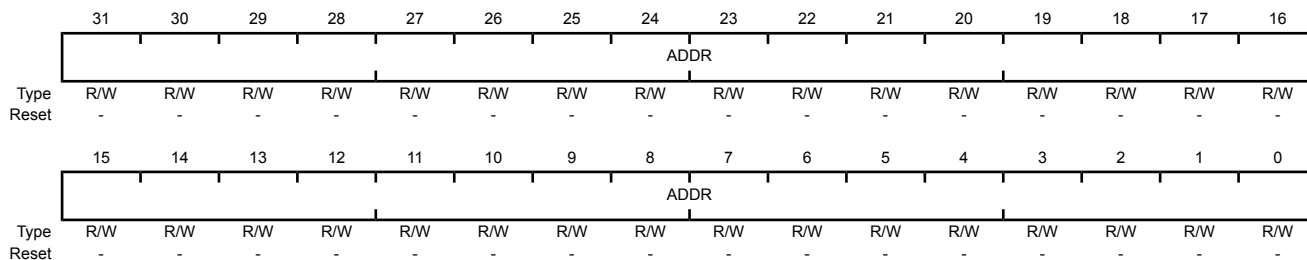 31 30 29 28 27 26 25 24 23 22 21 20 19 18 17 16
ADDR
Type R/W R/W R/W R/W R/W R/W R/W R/W R/W R/W R/W R/W R/W R/W R/W R/W
Reset - - - - - - - - - - - - - - - -
15 14 13 12 11 10 9 8 7 6 5 4 3 2 1 0
ADDR
Type R/W R/W R/W R/W R/W R/W R/W R/W R/W R/W R/W R/W R/W R/W R/W R/W
Reset - - - - - - - - - - - - - - - -